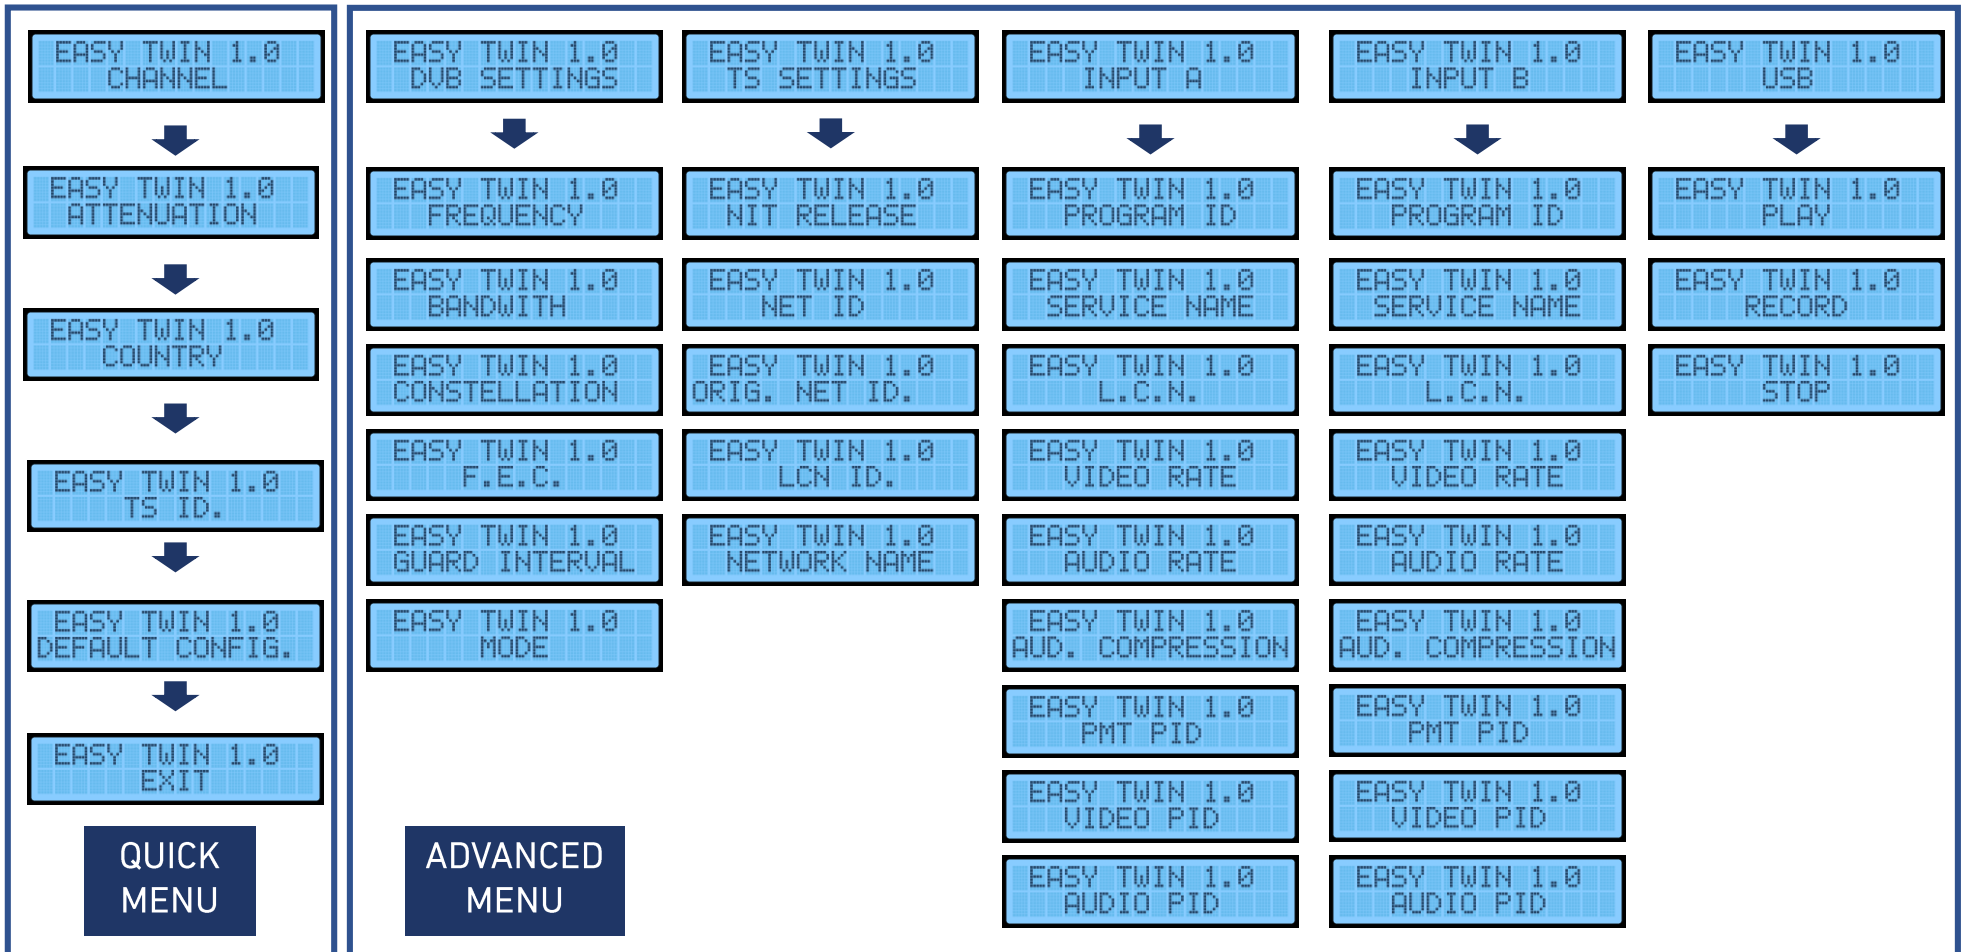 EASY TWIN 1.0
CHANNEL
EASY TWIN 1.0
ATTENUATION
EASY TWIN 1.0
COUNTRY
EASY TWIN 1.0
TS ID.
EASY TWIN 1.0
DEFAULT CONFIG.
EASY TWIN 1.0
EXIT
QUICK
MENU
EASY TWIN 1.0
DVB SETTINGS
EASY TWIN 1.0
FREQUENCY
EASY TWIN 1.0
BANDWITH
EASY TWIN 1.0
CONSTELLATION
EASY TWIN 1.0
F.E.C.
EASY TWIN 1.0
GUARD INTERVAL
EASY TWIN 1.0
MODE
ADVANCED
MENU
EASY TWIN 1.0
TS SETTINGS
EASY TWIN 1.0
NIT RELEASE
EASY TWIN 1.0
NET ID
EASY TWIN 1.0
ORIG. NET ID.
EASY TWIN 1.0
LCN ID.
EASY TWIN 1.0
NETWORK NAME
EASY TWIN 1.0
INPUT A
EASY TWIN 1.0
PROGRAM ID
EASY TWIN 1.0
SERVICE NAME
EASY TWIN 1.0
L.C.N.
EASY TWIN 1.0
VIDEO RATE
EASY TWIN 1.0
AUDIO RATE
EASY TWIN 1.0
AUD. COMPRESSION
EASY TWIN 1.0
PMT PID
EASY TWIN 1.0
VIDEO PID
EASY TWIN 1.0
AUDIO PID
EASY TWIN 1.0
INPUT B
EASY TWIN 1.0
PROGRAM ID
EASY TWIN 1.0
SERVICE NAME
EASY TWIN 1.0
L.C.N.
EASY TWIN 1.0
VIDEO RATE
EASY TWIN 1.0
AUDIO RATE
EASY TWIN 1.0
AUD. COMPRESSION
EASY TWIN 1.0
PMT PID
EASY TWIN 1.0
VIDEO PID
EASY TWIN 1.0
AUDIO PID
EASY TWIN 1.0
USB
EASY TWIN 1.0
PLAY
EASY TWIN 1.0
RECORD
EASY TWIN 1.0
STOP